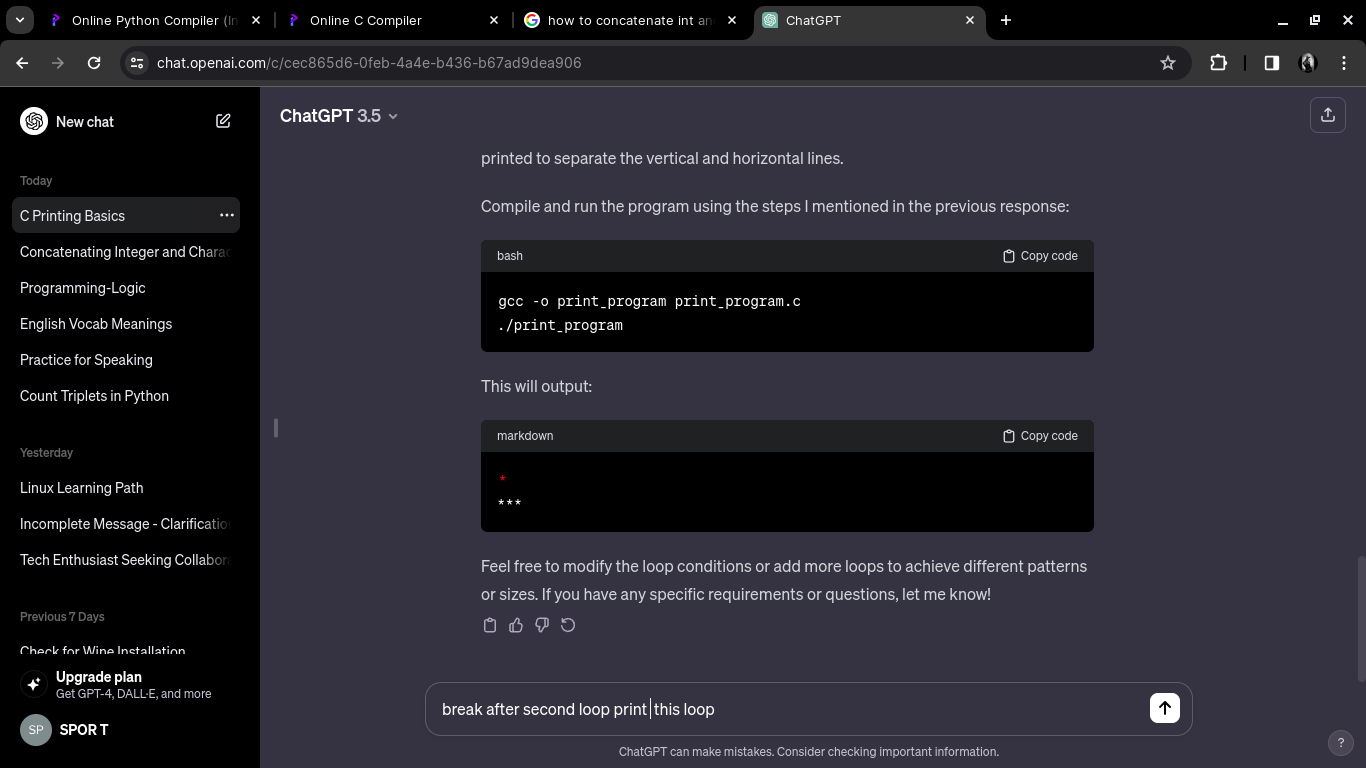 Online Python Compiler (In
Online C Compiler
how to concatenate int an
ChatGPT
chat.openai.com/c/cec865d6-0feb-4a4e-b436-b67ad9dea906
New chat
Today
C Printing Basics
Concatenating Integer and Charac
Programming-Logic
English Vocab Meanings
Practice for Speaking
Count Triplets in Python
Yesterday
Linux Learning Path
Incomplete Message - Clarification
Tech Enthusiast Seeking Collabora
Previous 7 Days
Check for Wine Installation
Upgrade plan
Get GPT-4, DALL·E, and more
SP
SPOR T
ChatGPT 3.5
printed to separate the vertical and horizontal lines.
Compile and run the program using the steps I mentioned in the previous response:
bash
Copy code
gcc -o print_program print_program.c
./print_program
This will output:
markdown
Copy code
*
***
Feel free to modify the loop conditions or add more loops to achieve different patterns
or sizes. If you have any specific requirements or questions, let me know!
break after second loop print this loop
ChatGPT can make mistakes. Consider checking important information.
?